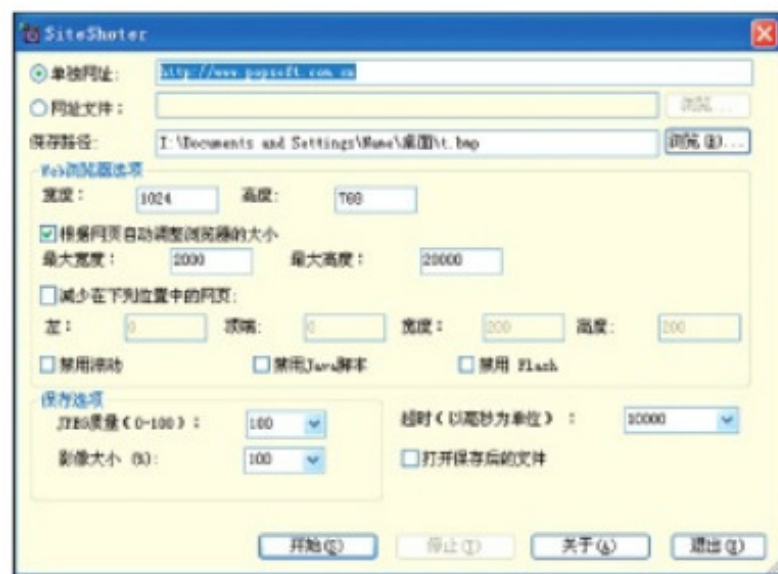 SiteShoter
单独网址: http://www.popsoft.com.cn
网址文件: 浏览...
保存路径: I:\Documents and Settings\Name\桌面\t.bmp 浏览(B)...
Web浏览器选项
宽度: 1024 高度: 768
根据网页自动调整浏览器的大小
最大宽度: 2000 最大高度: 20000
减少在下列位置中的网页:
左: 0 顶端: 0 宽度: 200 高度: 200
禁用滚动 禁用Java脚本 禁用 Flash
保存选项
JPEG质量(0-100): 100 超时(以毫秒为单位) : 10000
影像大小 (%): 100 打开保存后的文件
开始(S) 停止(T) 关于(A) 退出(X)